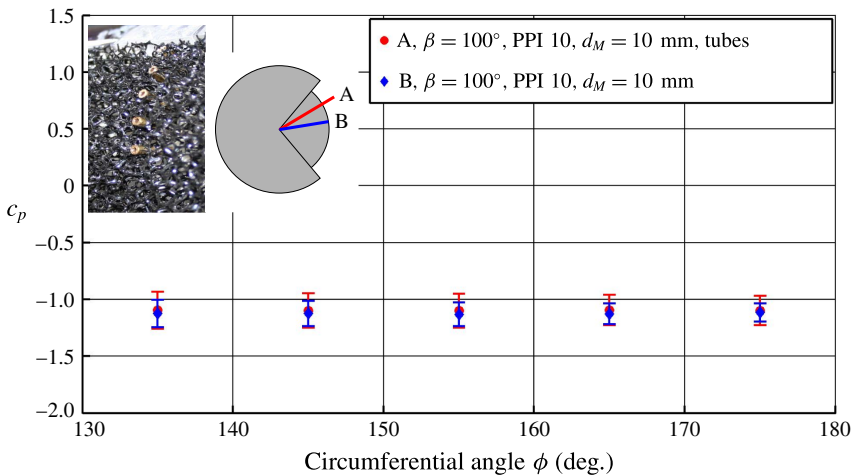 1.5
1.0
0.5
0
−0.5
−1.0
−1.5
−2.0
c_p
A, β = 100°, PPI 10, d_M = 10 mm, tubes
B, β = 100°, PPI 10, d_M = 10 mm
A
B
130 140 150 160 170 180
Circumferential angle ϕ (deg.)